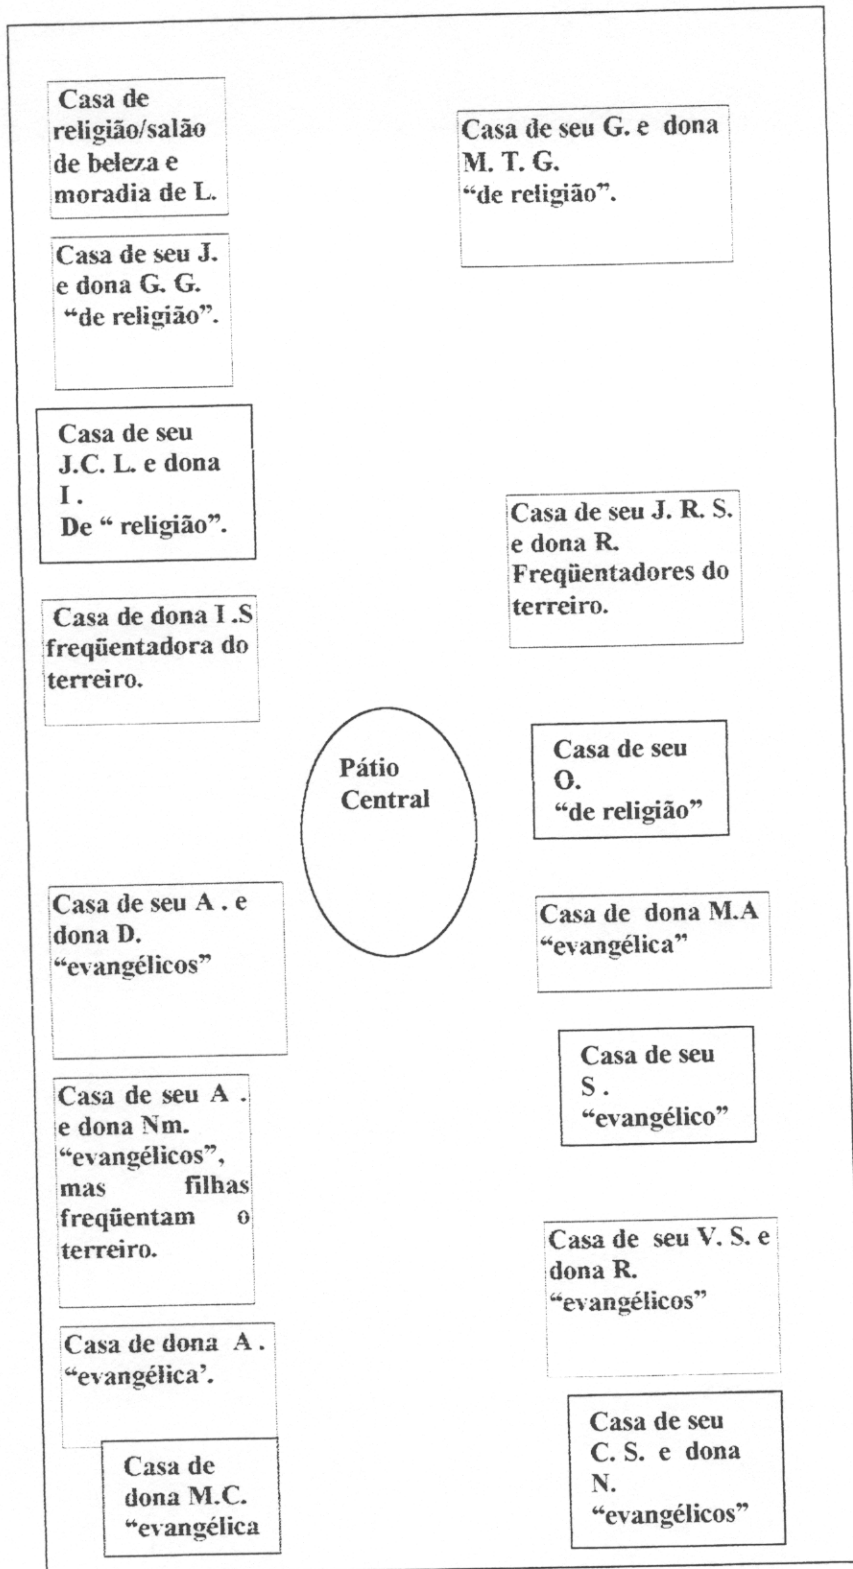 Casa de
religião/salão
de beleza e
moradia de L.
Casa de seu J.
e dona G. G.
“de religião”.
Casa de seu
J.C. L. e dona
I .
De “ religião”.
Casa de dona I .S
freqüentadora do
terreiro.
Casa de seu A . e
dona D.
“evangélicos”
Casa de seu A .
e dona Nm.
“evangélicos”,
mas filhas
freqüentam o
terreiro.
Casa de dona A .
“evangélica’.
Casa de
dona M.C.
“evangélica
Pátio
Central
Casa de seu G. e dona
M. T. G.
“de religião”.
Casa de seu J. R. S.
e dona R.
Freqüentadores do
terreiro.
Casa de seu
O.
“de religião”
Casa de dona M.A
“evangélica”
Casa de seu
S .
“evangélico”
Casa de seu V. S. e
dona R.
“evangélicos”
Casa de seu
C. S. e dona
N.
“evangélicos”